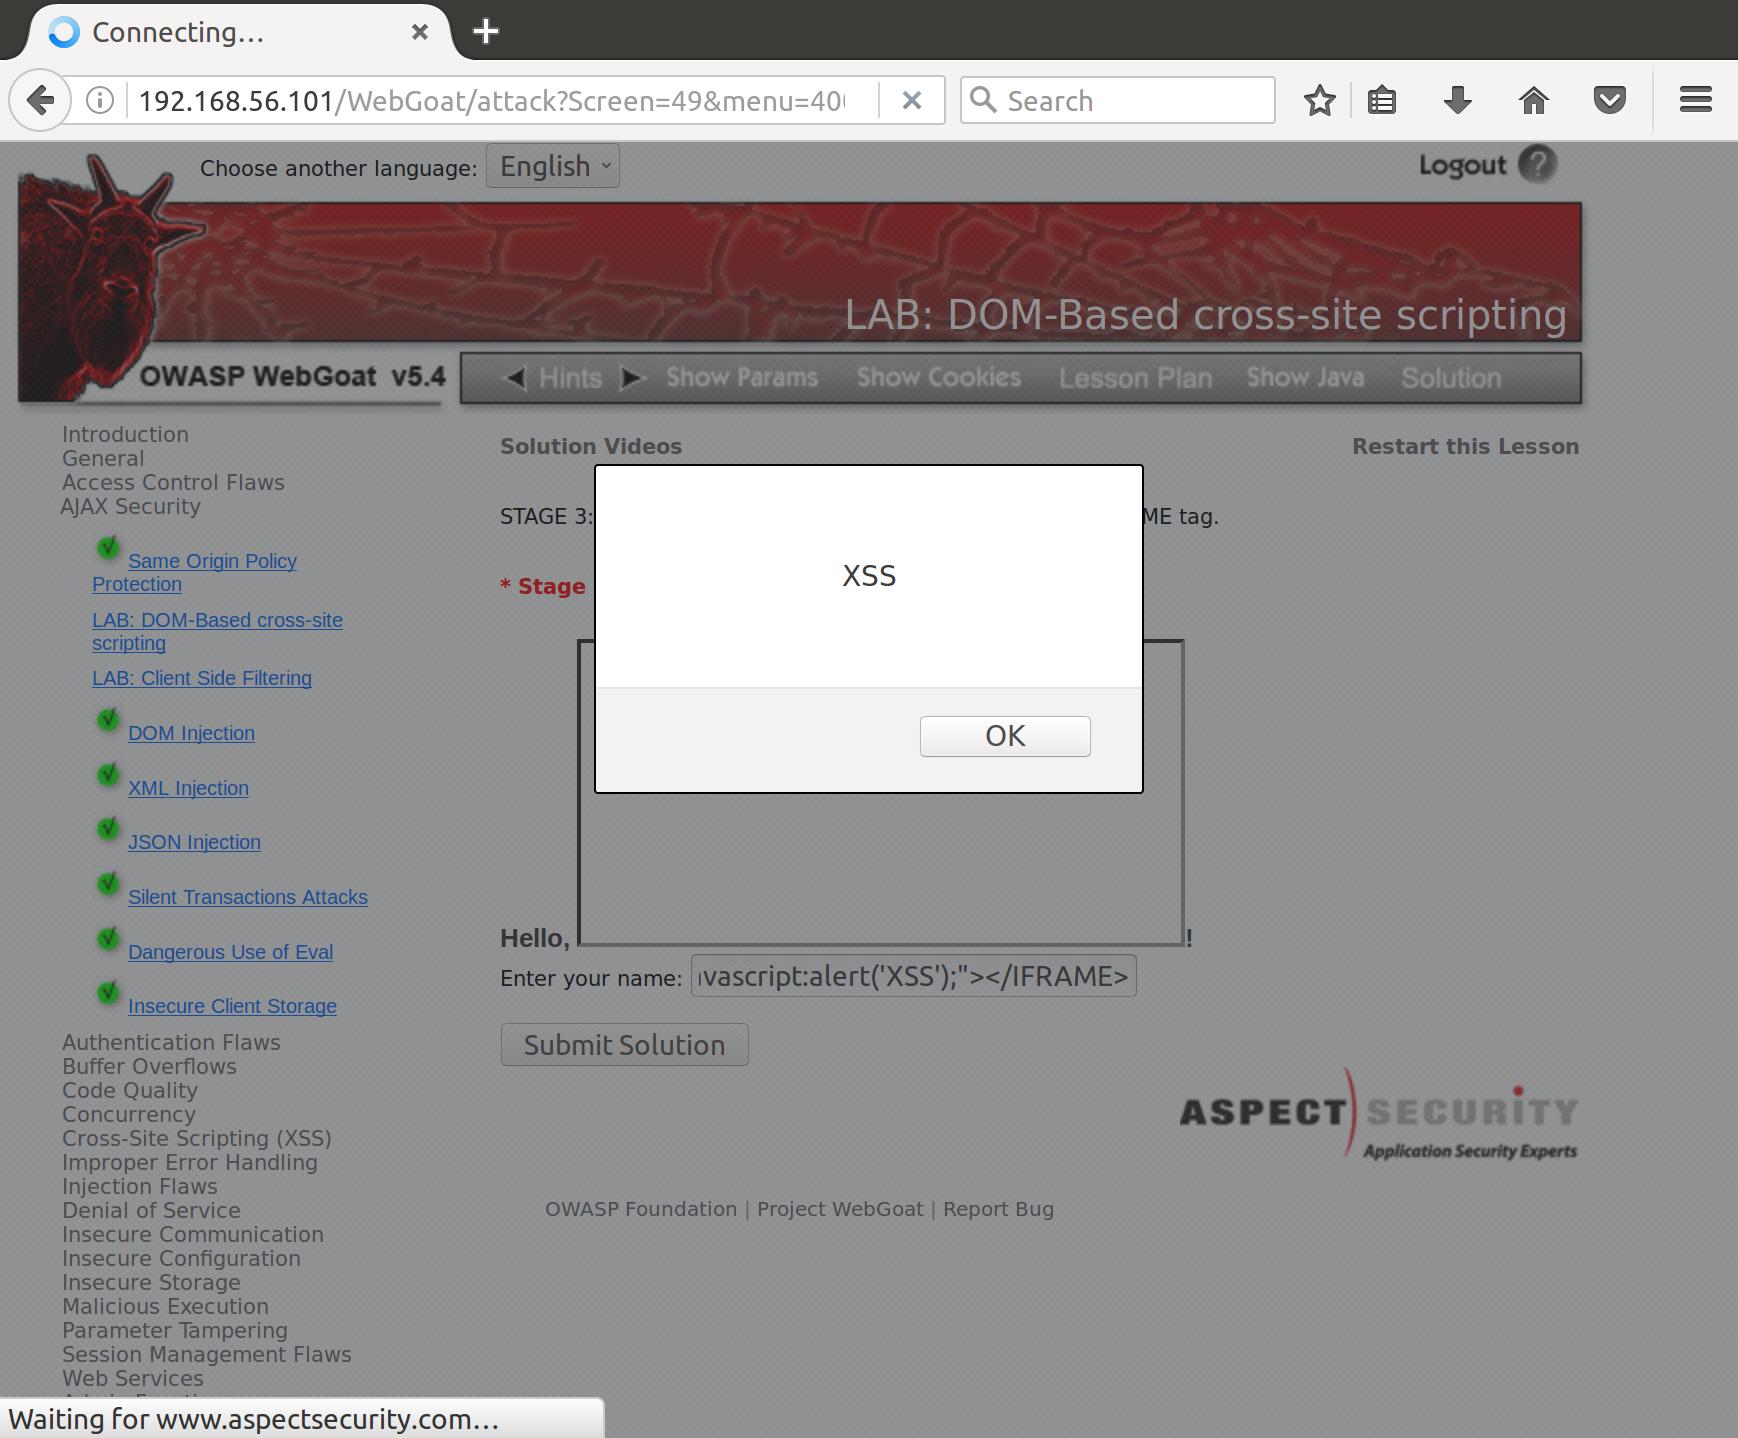 Connecting…
192.168.56.101/WebGoat/attack?Screen=49&menu=400
Search
Choose another language: English
Logout ?
LAB: DOM-Based cross-site scripting
OWASP WebGoat v5.4
Hints Show Params Show Cookies Lesson Plan Show Java Solution
Introduction
General
Access Control Flaws
AJAX Security
Same Origin Policy
Protection
LAB: DOM-Based cross-site
scripting
LAB: Client Side Filtering
DOM Injection
XML Injection
JSON Injection
Silent Transactions Attacks
Dangerous Use of Eval
Insecure Client Storage
Authentication Flaws
Buffer Overflows
Code Quality
Concurrency
Cross-Site Scripting (XSS)
Improper Error Handling
Injection Flaws
Denial of Service
Insecure Communication
Insecure Configuration
Insecure Storage
Malicious Execution
Parameter Tampering
Session Management Flaws
Web Services
Solution Videos
Restart this Lesson
STAGE 3: ME tag.
* Stage
XSS
OK
Hello, !
Enter your name: vascript:alert('XSS');"></IFRAME>
Submit Solution
ASPECT SECURITY
Application Security Experts
OWASP Foundation | Project WebGoat | Report Bug
Waiting for www.aspectsecurity.com…